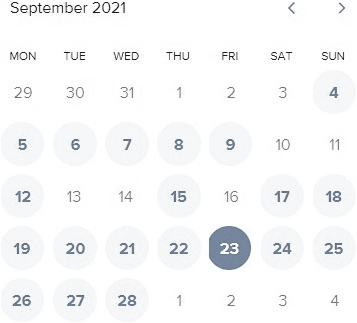 September 2021
MON TUE WED THU FRI SAT SUN
29 30 31 1 2 3 4
5 6 7 8 9 10 11
12 13 14 15 16 17 18
19 20 21 22 23 24 25
26 27 28 1 2 3 4